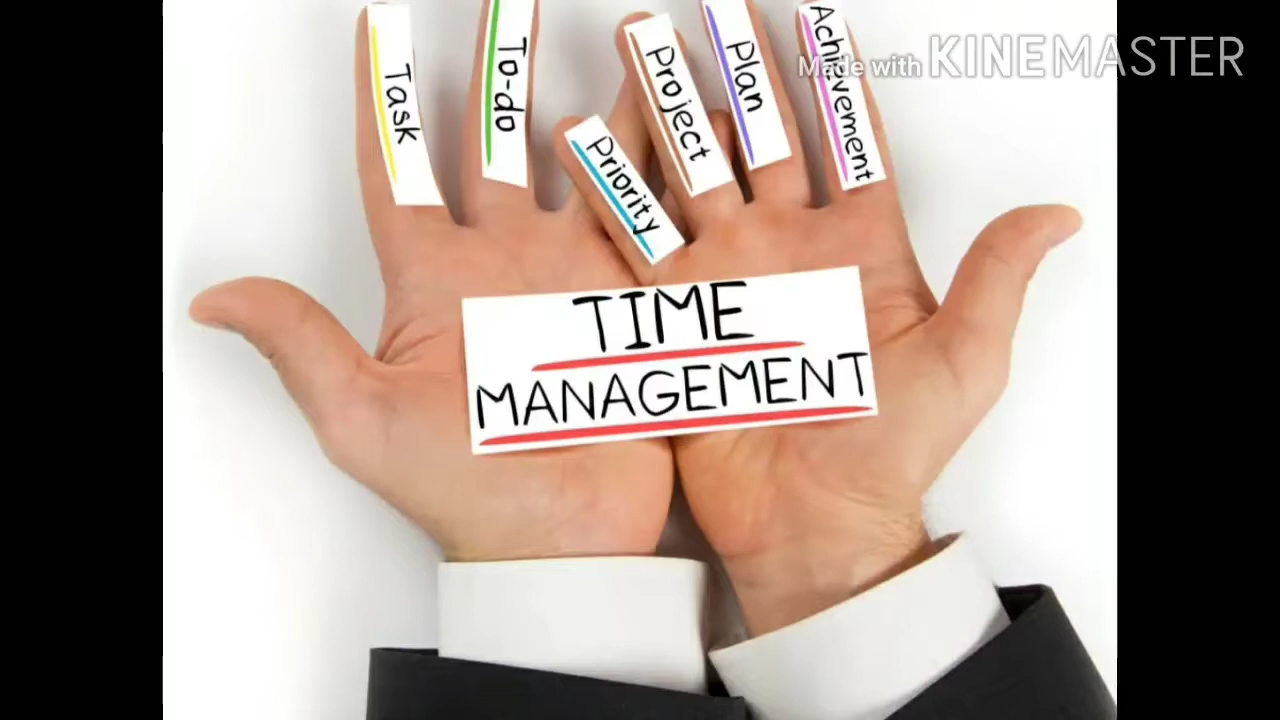 Task
To-do
Priority
Project
Plan
Achievement
Made with KINEMASTER
TIME
MANAGEMENT